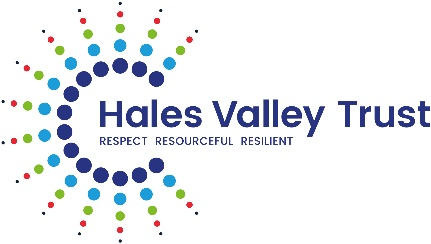 Hales Valley Trust
RESPECT RESOURCEFUL RESILIENT